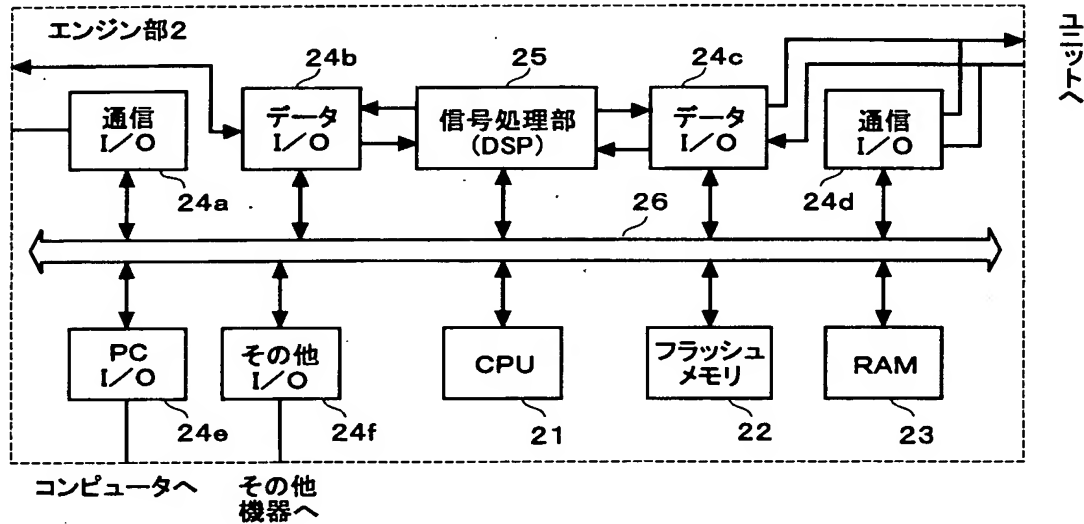 エンジン部2
24b
25
24c
ユニットへ
通信
I/O
データ
I/O
信号処理部
(DSP)
データ
I/O
通信
I/O
24a
26
24d
PC
I/O
その他
I/O
CPU
フラッシュ
メモリ
RAM
24e
24f
21
22
23
コンピュータへ
その他
機器へ